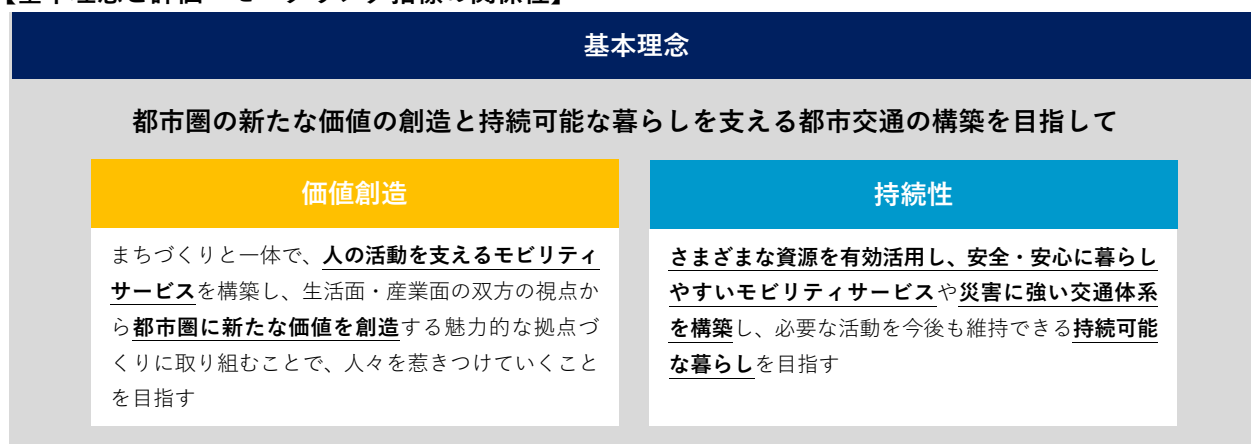 基本理念
都市圏の新たな価値の創造と持続可能な暮らしを支える都市交通の構築を目指して
価値創造
まちづくりと一体で、人の活動を支えるモビリティ
サービスを構築し、生活面・産業面の双方の視点か
ら都市圏に新たな価値を創造する魅力的な拠点づ
くりに取り組むことで、人々を惹きつけていくこと
を目指す
持続性
さまざまな資源を有効活用し、安全・安心に暮らし
やすいモビリティサービスや災害に強い交通体系
を構築し、必要な活動を今後も維持できる持続可能
な暮らしを目指す